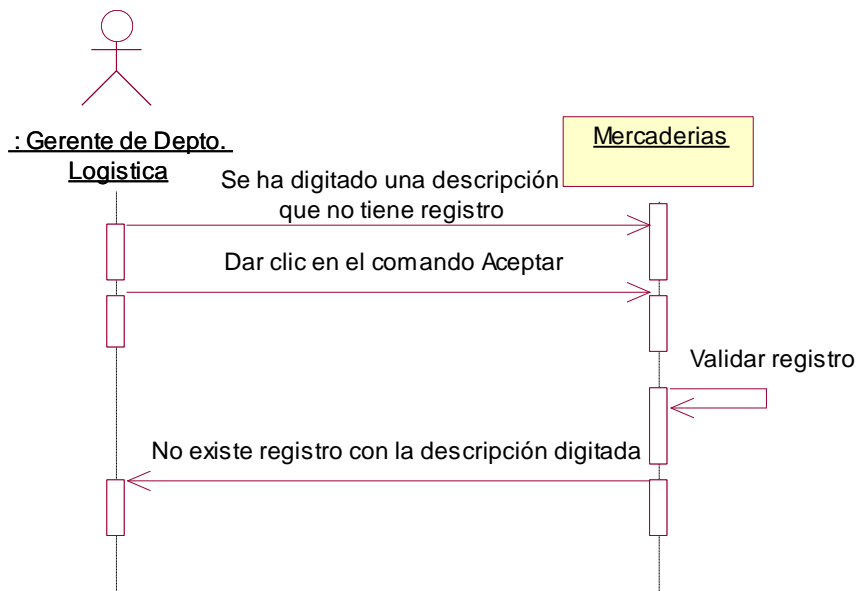 : Gerente de Depto.
Logistica
Mercaderias
Se ha digitado una descripción
que no tiene registro
Dar clic en el comando Aceptar
Validar registro
No existe registro con la descripción digitada